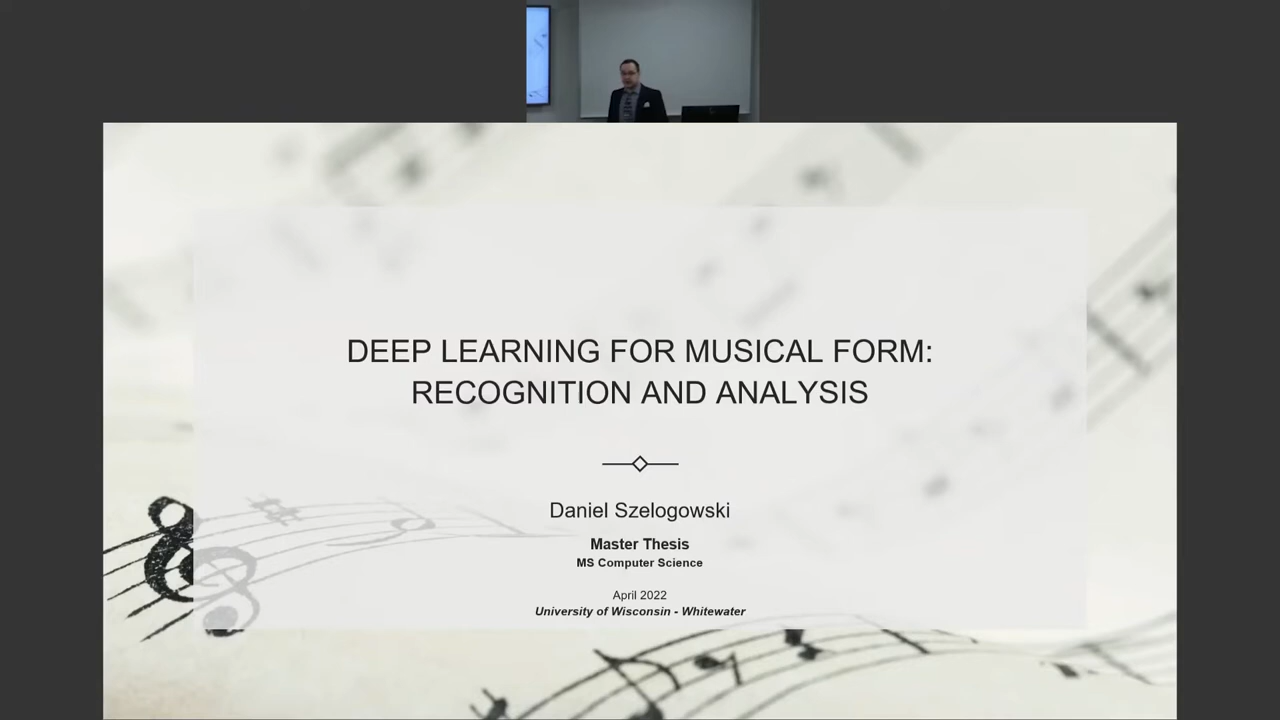 DEEP LEARNING FOR MUSICAL FORM:
RECOGNITION AND ANALYSIS
Daniel Szelogowski
Master Thesis
MS Computer Science
April 2022
University of Wisconsin - Whitewater